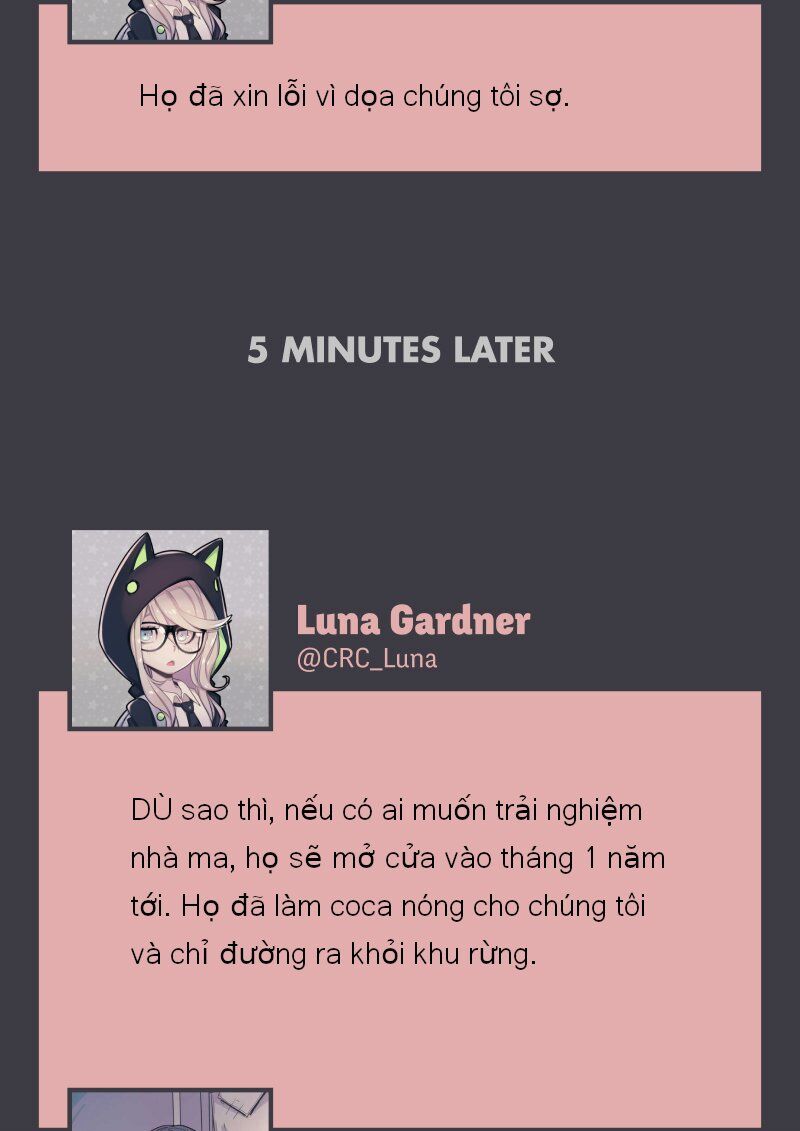 Họ đã xin lỗi vì dọa chúng tôi sợ.
5 MINUTES LATER
Luna Gardner
@CRC_Luna
DÙ sao thì, nếu có ai muốn trải nghiệm
nhà ma, họ sẽ mở cửa vào tháng 1 năm
tới. Họ đã làm coca nóng cho chúng tôi
và chỉ đường ra khỏi khu rừng.